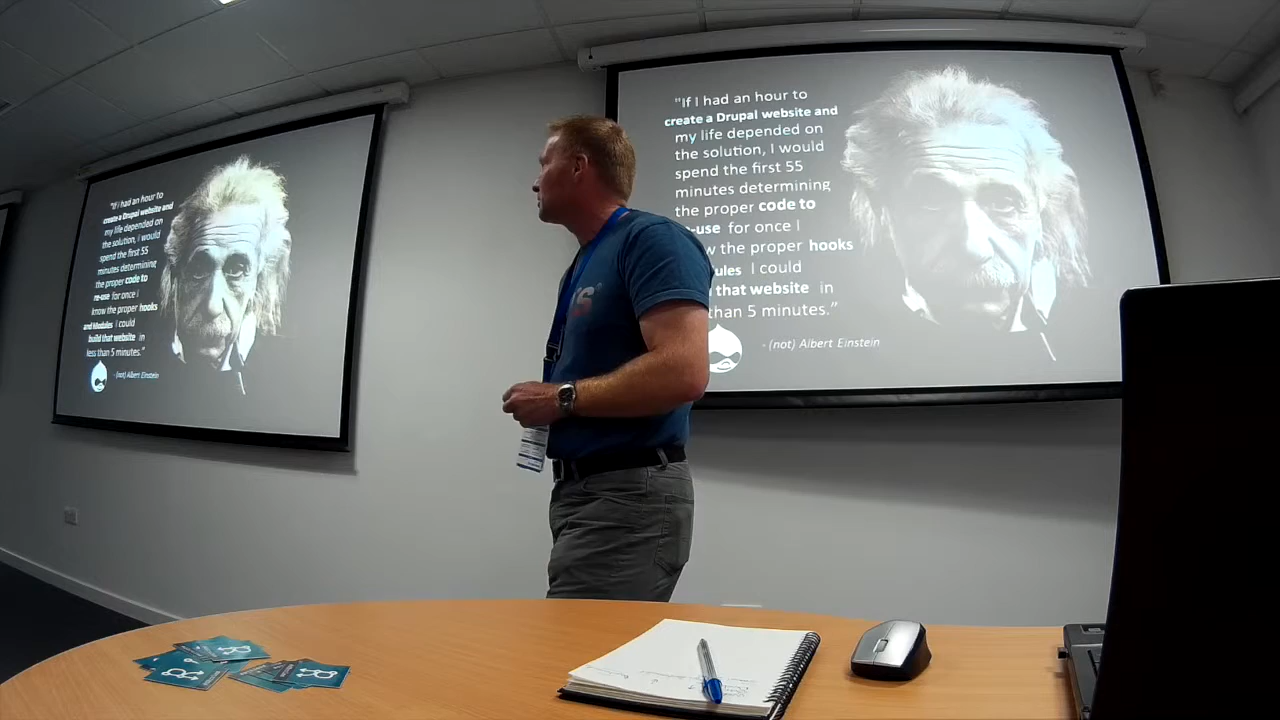 "If I had an hour to
create a Drupal website and
my life depended on
the solution, I would
spend the first 55
minutes determining
the proper code to
re-use for once I
know the proper hooks
and Modules I could
build that website in
less than 5 minutes."
- (not) Albert Einstein
"If I had an hour to
create a Drupal website and
my life depended on
the solution, I would
spend the first 55
minutes determining
the proper code to
-use for once I
w the proper hooks
ules I could
that website in
than 5 minutes."
- (not) Albert Einstein